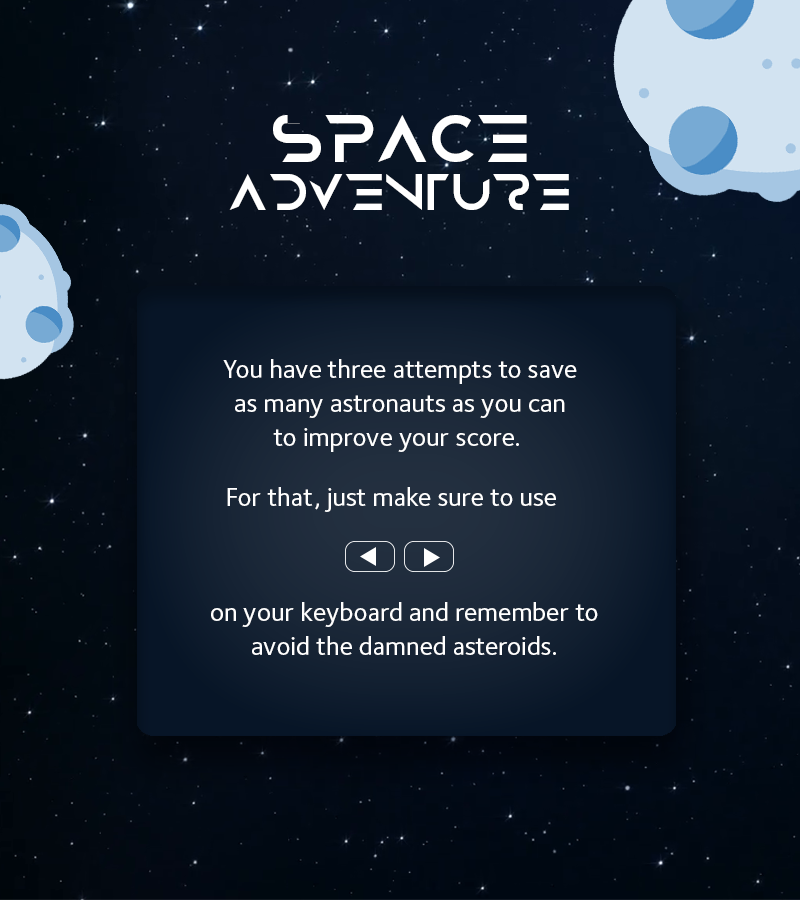 SPACE
ADVENTURE
You have three attempts to save
as many astronauts as you can
to improve your score.
For that, just make sure to use
on your keyboard and remember to
avoid the damned asteroids.